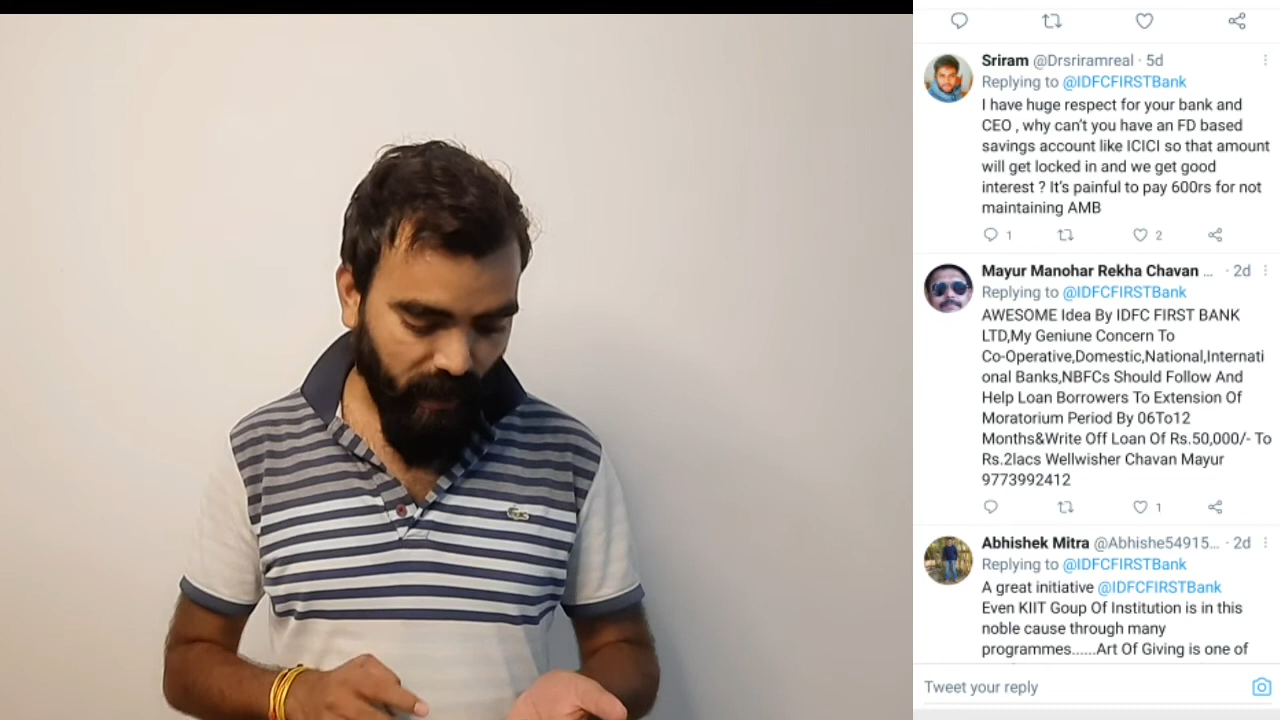 Sriram @Drsriramreal · 5d
Replying to @IDFCFIRSTBank
I have huge respect for your bank and
CEO , why can't you have an FD based
savings account like ICICI so that amount
will get locked in and we get good
interest ? It's painful to pay 600rs for not
maintaining AMB
1 2
Mayur Manohar Rekha Chavan ... · 2d
Replying to @IDFCFIRSTBank
AWESOME Idea By IDFC FIRST BANK
LTD,My Geniune Concern To
Co-Operative,Domestic,National,Internati
onal Banks,NBFCs Should Follow And
Help Loan Borrowers To Extension Of
Moratorium Period By 06To12
Months&Write Off Loan Of Rs.50,000/- To
Rs.2lacs Wellwisher Chavan Mayur
9773992412
1
Abhishek Mitra @Abhishe54915... · 2d
Replying to @IDFCFIRSTBank
A great initiative @IDFCFIRSTBank
Even KIIT Goup Of Institution is in this
noble cause through many
programmes......Art Of Giving is one of
Tweet your reply